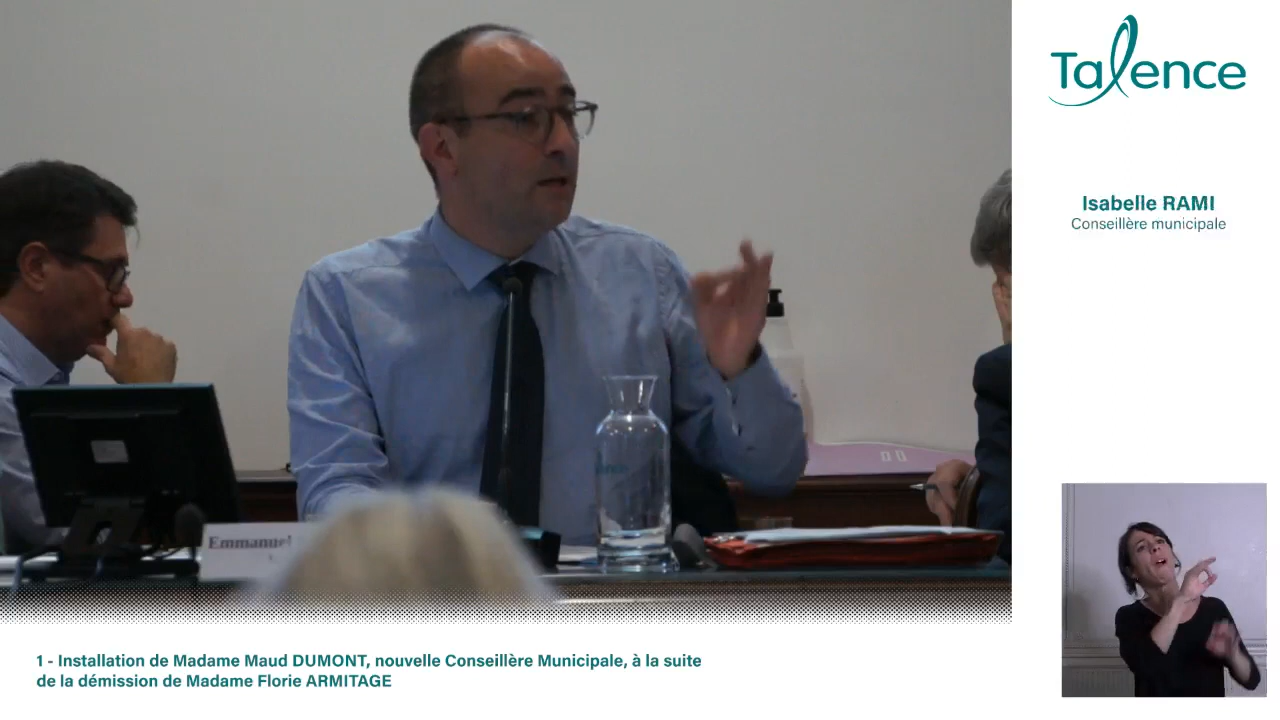 Talence
Isabelle RAMI
Conseillère municipale
Emmanuel
1 - Installation de Madame Maud DUMONT, nouvelle Conseillère Municipale, à la suite
de la démission de Madame Florie ARMITAGE